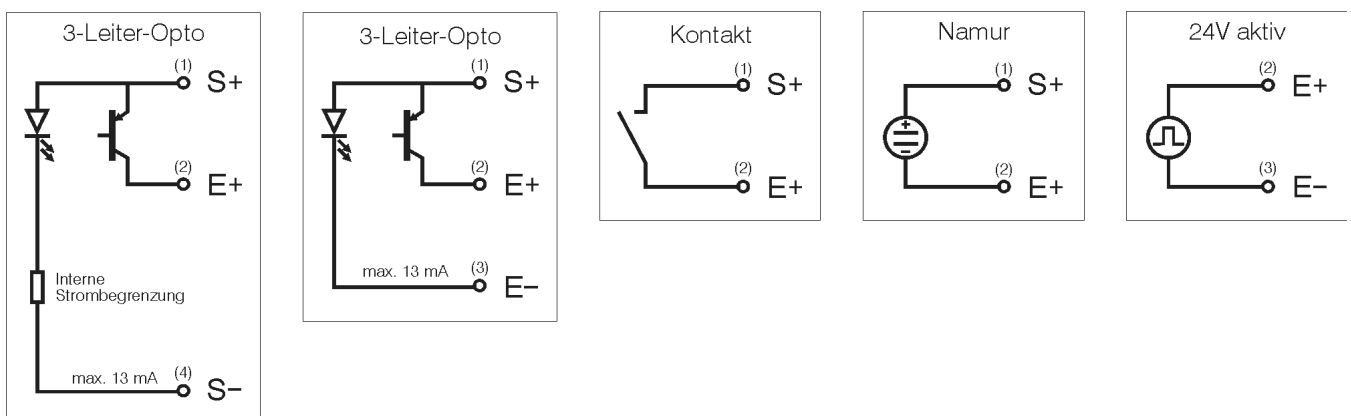 3-Leiter-Opto
(1) S+
(2) E+
Interne
Strombegrenzung
max. 13 mA (4) S−
3-Leiter-Opto
(1) S+
(2) E+
max. 13 mA (3) E−
Kontakt
(1) S+
(2) E+
Namur
(1) S+
+
−
(2) E+
24V aktiv
(2) E+
(3) E−